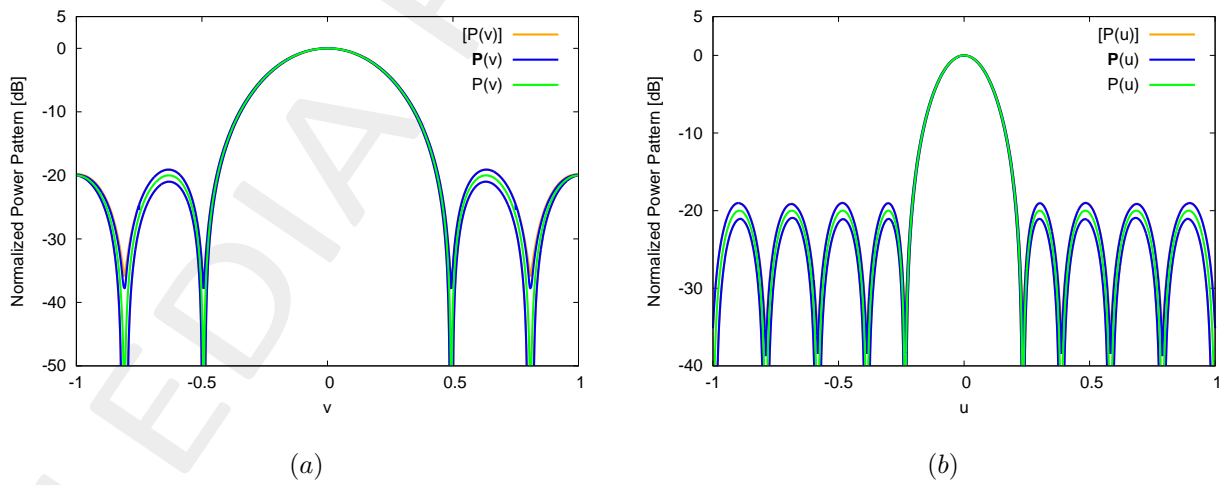 5
0
-10
-20
-30
-40
-50
-1
-0.5
0
0.5
1
Normalized Power Pattern [dB]
v
[P(v)]
P(v)
P(v)
(a)
5
0
-10
-20
-30
-40
-1
-0.5
0
0.5
1
Normalized Power Pattern [dB]
u
[P(u)]
P(u)
P(u)
(b)
EDIA